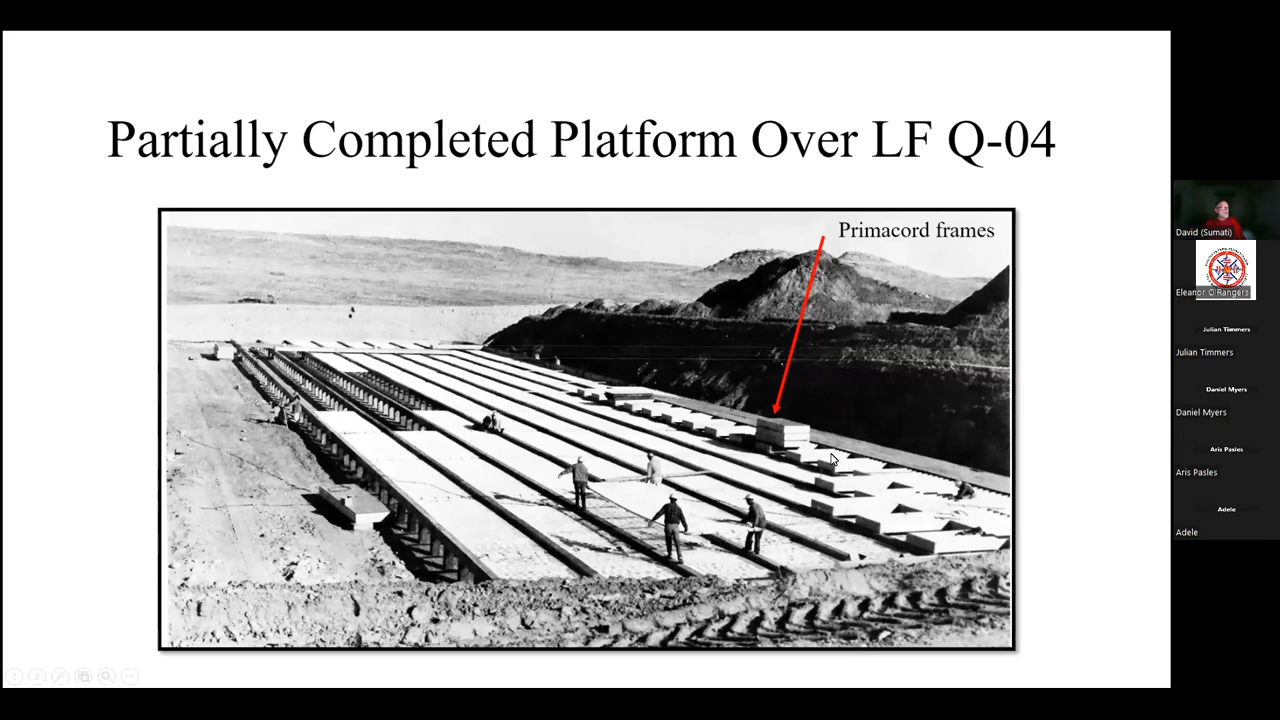 Partially Completed Platform Over LF Q-04
Primacord frames
David (Sumati)
Eleanor O'Rangers
Julian Timmers
Julian Timmers
Daniel Myers
Daniel Myers
Aris Pasles
Aris Pasles
Adele
Adele